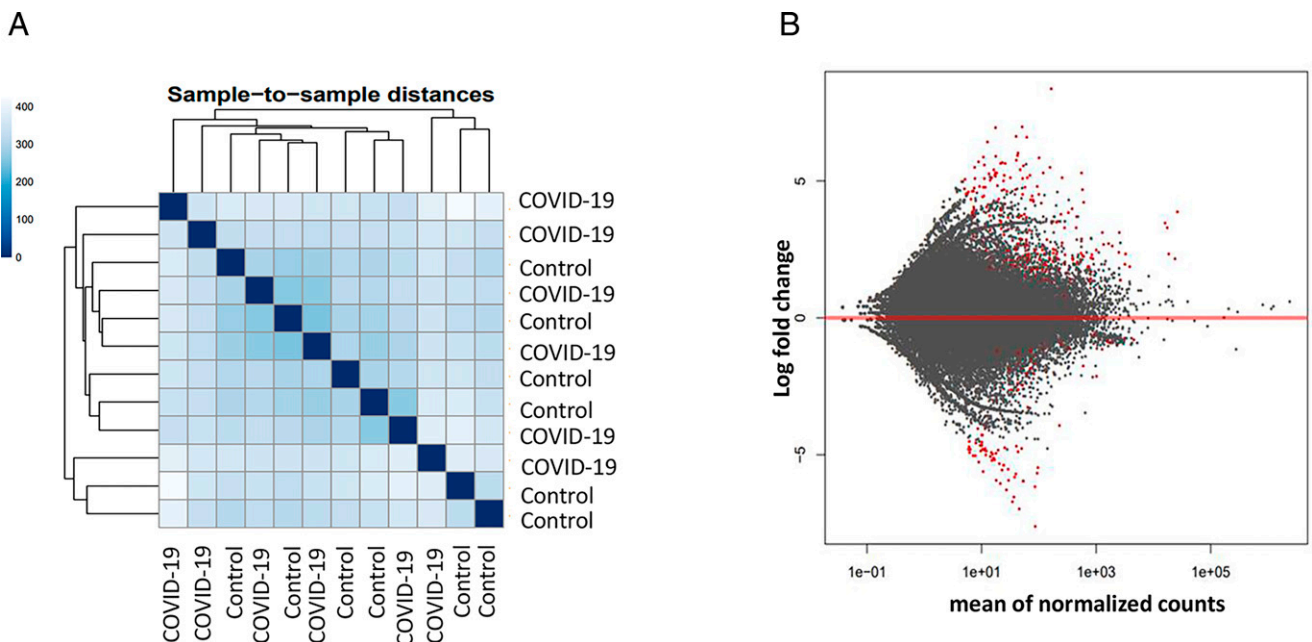 A
B
Sample-to-sample distances
400
300
200
100
0
COVID-19
COVID-19
Control
COVID-19
Control
COVID-19
Control
Control
COVID-19
COVID-19
Control
Control
COVID-19
COVID-19
Control
COVID-19
Control
COVID-19
Control
Control
COVID-19
COVID-19
Control
Control
Log fold change
5
0
-5
1e-01
1e+01
1e+03
1e+05
mean of normalized counts